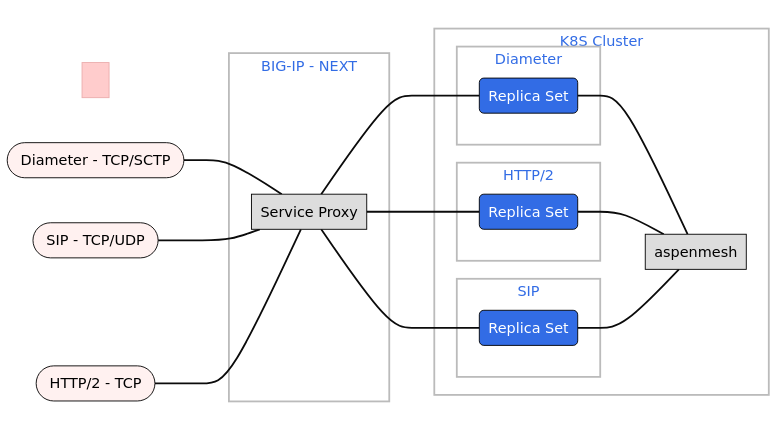 K8S Cluster
BIG-IP - NEXT
Diameter
Replica Set
Diameter - TCP/SCTP
HTTP/2
Service Proxy
Replica Set
SIP - TCP/UDP
aspenmesh
SIP
Replica Set
HTTP/2 - TCP